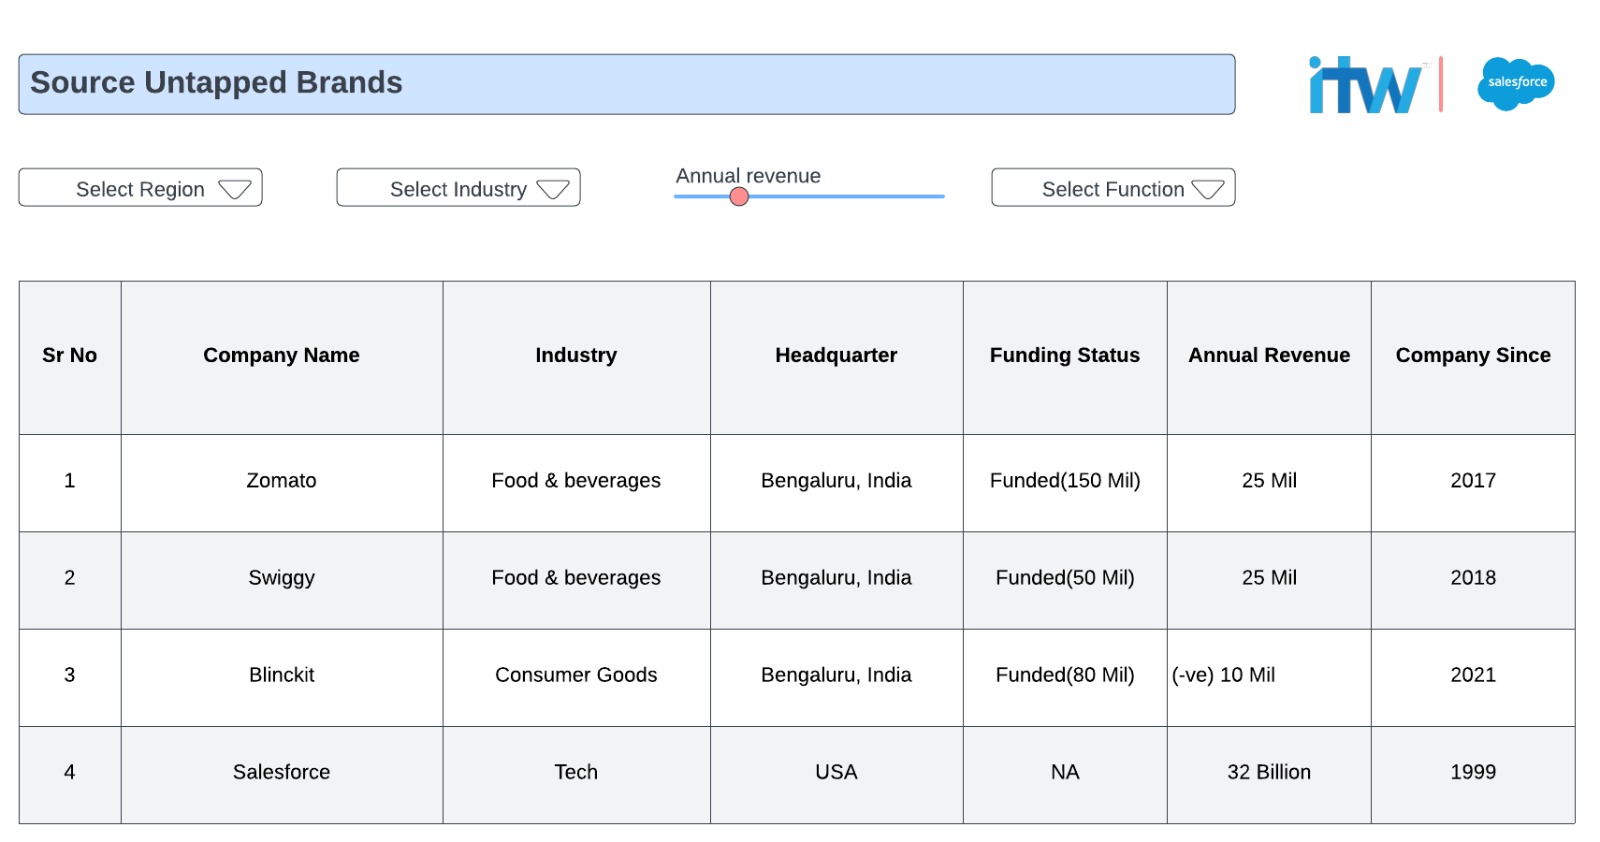 Source Untapped Brands
itw
salesforce
Select Region
Select Industry
Annual revenue
Select Function
Sr No Company Name Industry Headquarter Funding Status Annual Revenue Company Since
1 Zomato Food & beverages Bengaluru, India Funded(150 Mil) 25 Mil 2017
2 Swiggy Food & beverages Bengaluru, India Funded(50 Mil) 25 Mil 2018
3 Blinckit Consumer Goods Bengaluru, India Funded(80 Mil) (-ve) 10 Mil 2021
4 Salesforce Tech USA NA 32 Billion 1999